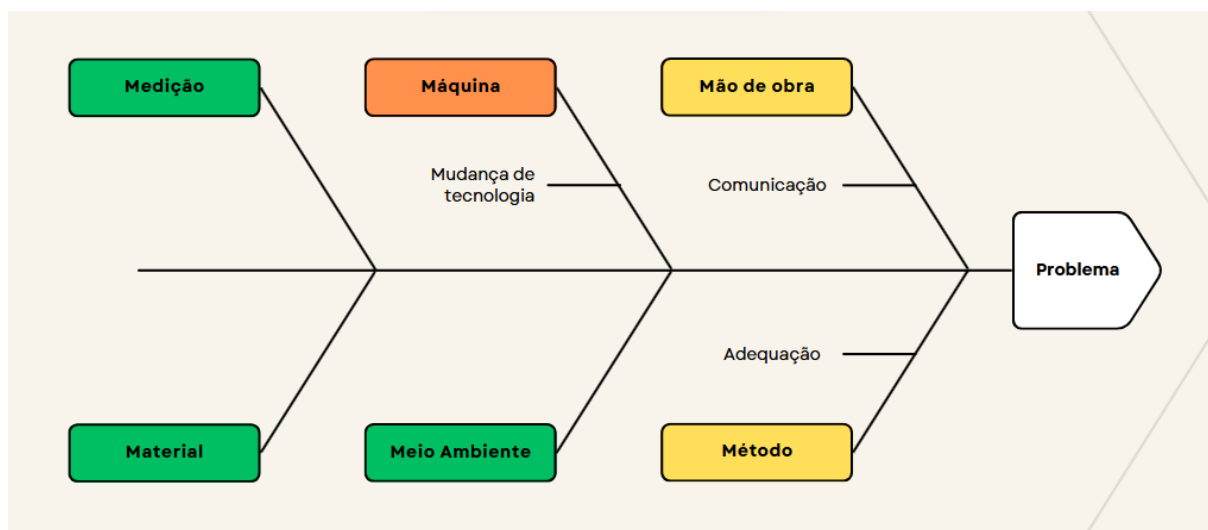 Medição
Máquina
Mão de obra
Mudança de
tecnologia
Comunicação
Problema
Adequação
Material
Meio Ambiente
Método